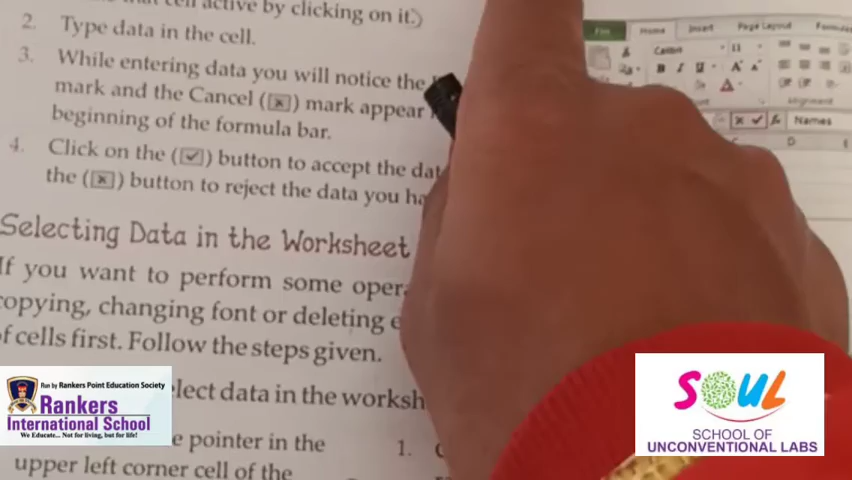 that cell active by clicking on it.)
2. Type data in the cell.
3. While entering data you will notice the
mark and the Cancel (☒) mark appear
beginning of the formula bar.
4. Click on the (☑) button to accept the dat
the (☒) button to reject the data you ha
Selecting Data in the Worksheet
If you want to perform some opera
copying, changing font or deleting
of cells first. Follow the steps given.
lect data in the worksh
e pointer in the
1.
upper left corner cell of the
File Home Insert Page Layout Formulas
Calibri 11
B I U A A
Alignment
fx Names
D E
Run by Rankers Point Education Society
Rankers
International School
We Educate... Not for living, but for life!
SOUL
SCHOOL OF
UNCONVENTIONAL LABS